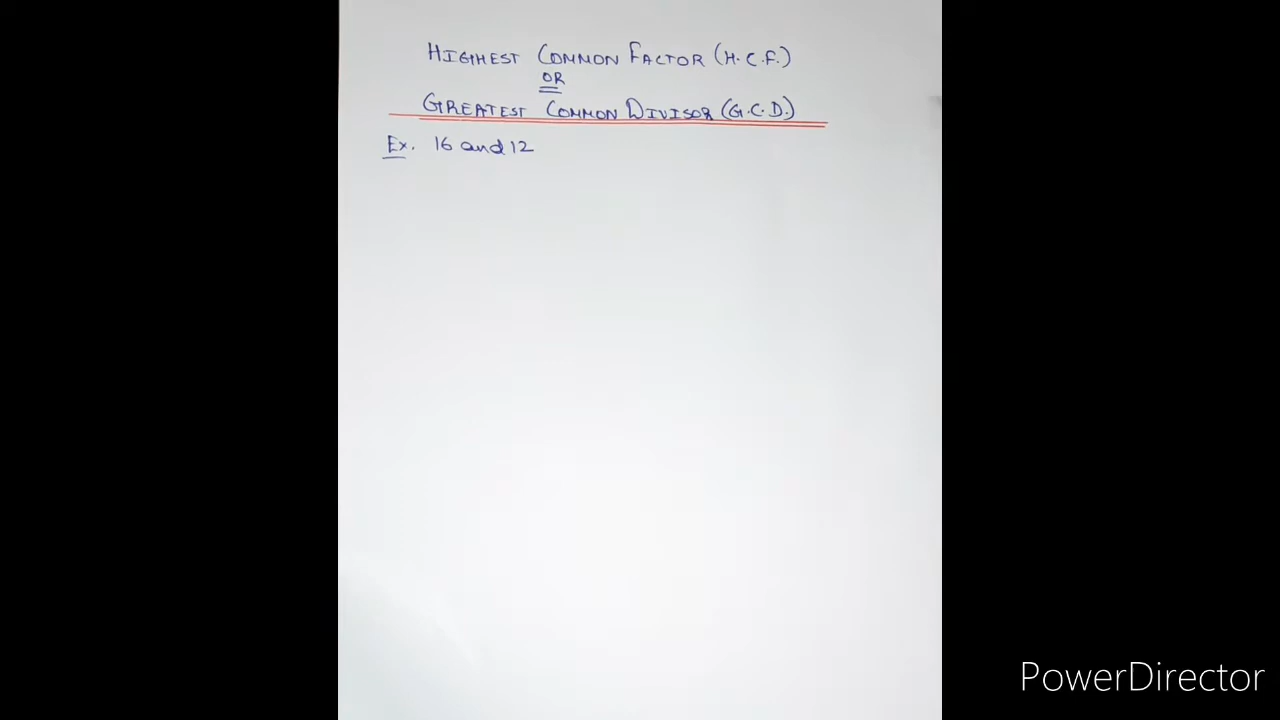 HIGHEST COMMON FACTOR (H.C.F.)
OR
GREATEST COMMON DIVISOR (G.C.D.)
Ex. 16 and 12
PowerDirector